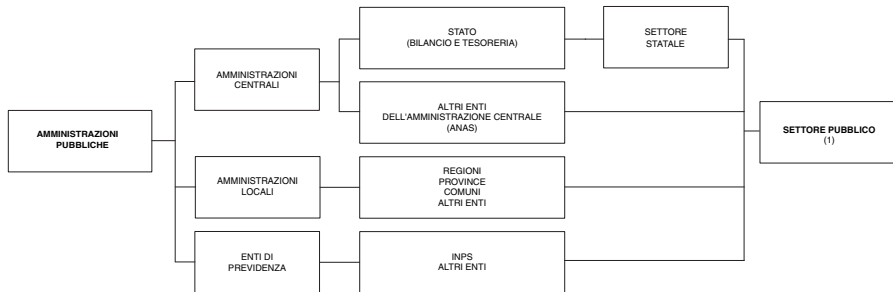 STATO
(BILANCIO E TESORERIA)
SETTORE
STATALE
AMMINISTRAZIONI
CENTRALI
ALTRI ENTI
DELL'AMMINISTRAZIONE CENTRALE
(ANAS)
AMMINISTRAZIONI
PUBBLICHE
SETTORE PUBBLICO
(1)
AMMINISTRAZIONI
LOCALI
REGIONI
PROVINCE
COMUNI
ALTRI ENTI
ENTI DI
PREVIDENZA
INPS
ALTRI ENTI